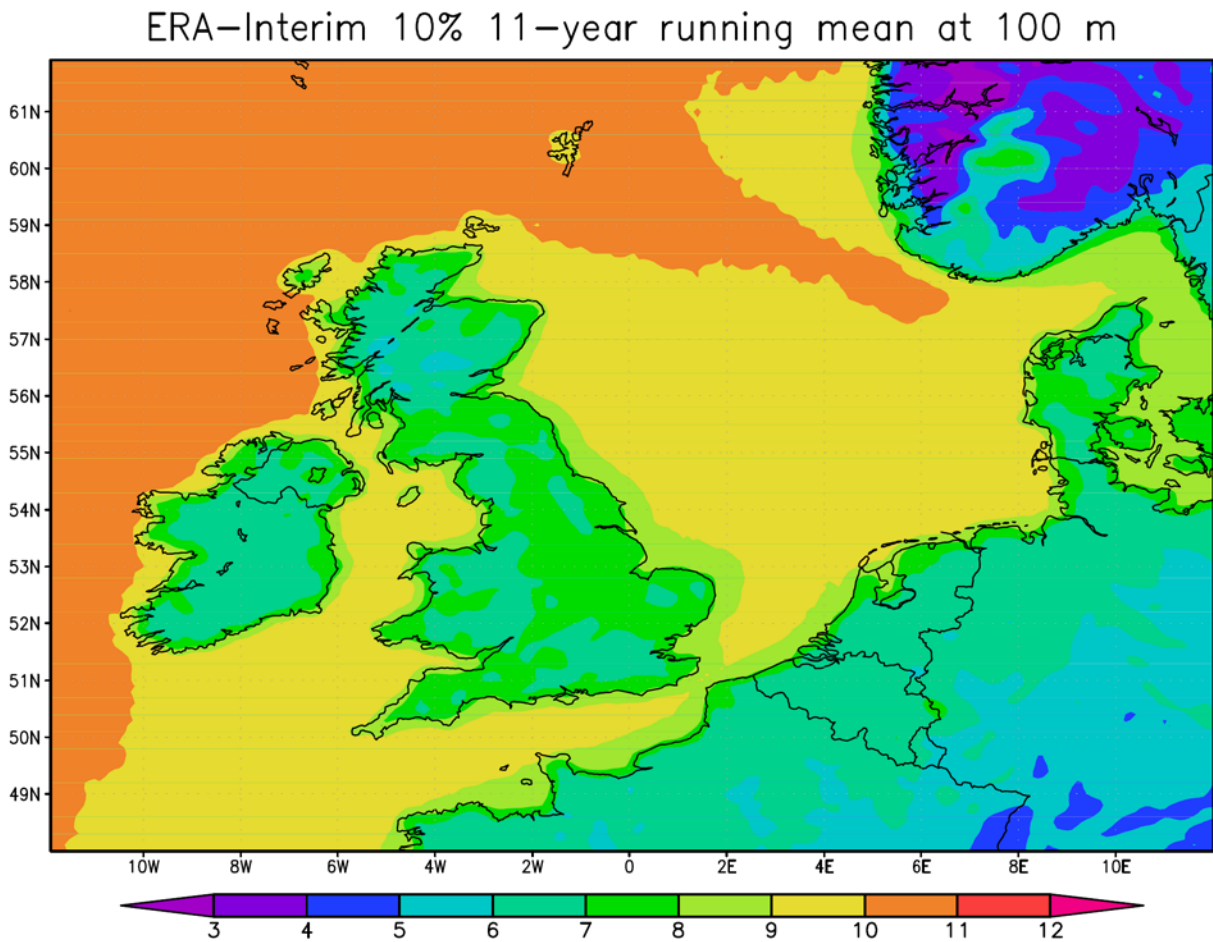 ERA-Interim 10% 11-year running mean at 100 m
61N
60N
59N
58N
57N
56N
55N
54N
53N
52N
51N
50N
49N
10W 8W 6W 4W 2W 0 2E 4E 6E 8E 10E
3 4 5 6 7 8 9 10 11 12